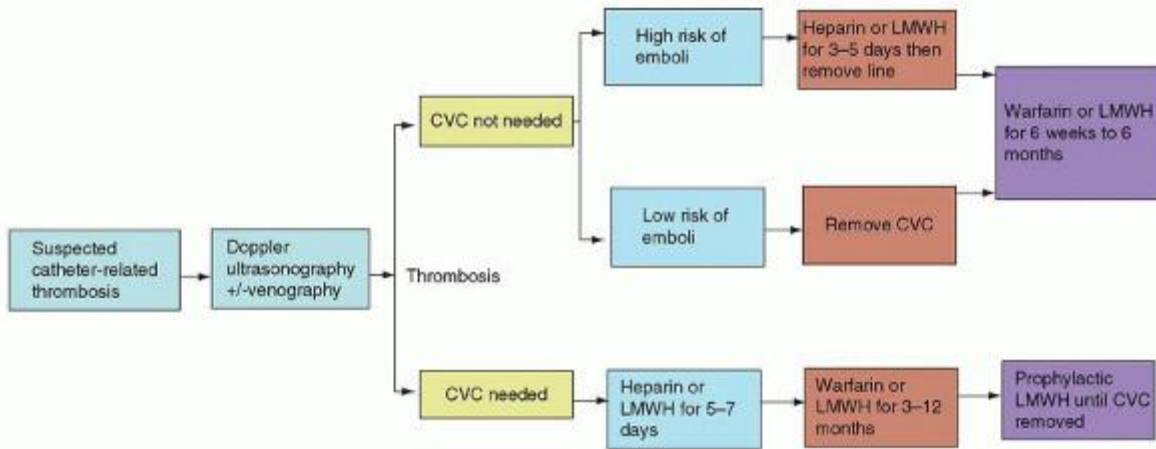 Suspected
catheter-related
thrombosis
Doppler
ultrasonography
+/-venography
Thrombosis
CVC not needed
High risk of
emboli
Heparin or LMWH
for 3–5 days then
remove line
Low risk of
emboli
Remove CVC
Warfarin or LMWH
for 6 weeks to 6
months
CVC needed
Heparin or
LMWH for 5–7
days
Warfarin or
LMWH for 3–12
months
Prophylactic
LMWH until CVC
removed